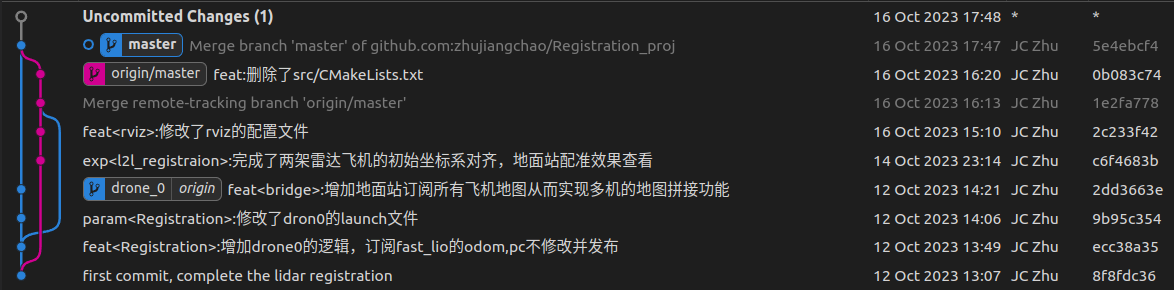 Uncommitted Changes (1) 16 Oct 2023 17:48 * *
master Merge branch 'master' of github.com:zhujiangchao/Registration_proj 16 Oct 2023 17:47 JC Zhu 5e4ebcf4
origin/master feat:删除了src/CMakeLists.txt 16 Oct 2023 16:20 JC Zhu 0b083c74
Merge remote-tracking branch 'origin/master' 16 Oct 2023 16:13 JC Zhu 1e2fa778
feat<rviz>:修改了rviz的配置文件 16 Oct 2023 15:10 JC Zhu 2c233f42
exp<l2l_registraion>:完成了两架雷达飞机的初始坐标系对齐，地面站配准效果查看 14 Oct 2023 23:14 JC Zhu c6f4683b
drone_0 origin feat<bridge>:增加地面站订阅所有飞机地图从而实现多机的地图拼接功能 12 Oct 2023 14:21 JC Zhu 2dd3663e
param<Registration>:修改了dron0的launch文件 12 Oct 2023 14:06 JC Zhu 9b95c354
feat<Registration>:增加drone0的逻辑，订阅fast_lio的odom,pc不修改并发布 12 Oct 2023 13:49 JC Zhu ecc38a35
first commit, complete the lidar registration 12 Oct 2023 13:07 JC Zhu 8f8fdc36